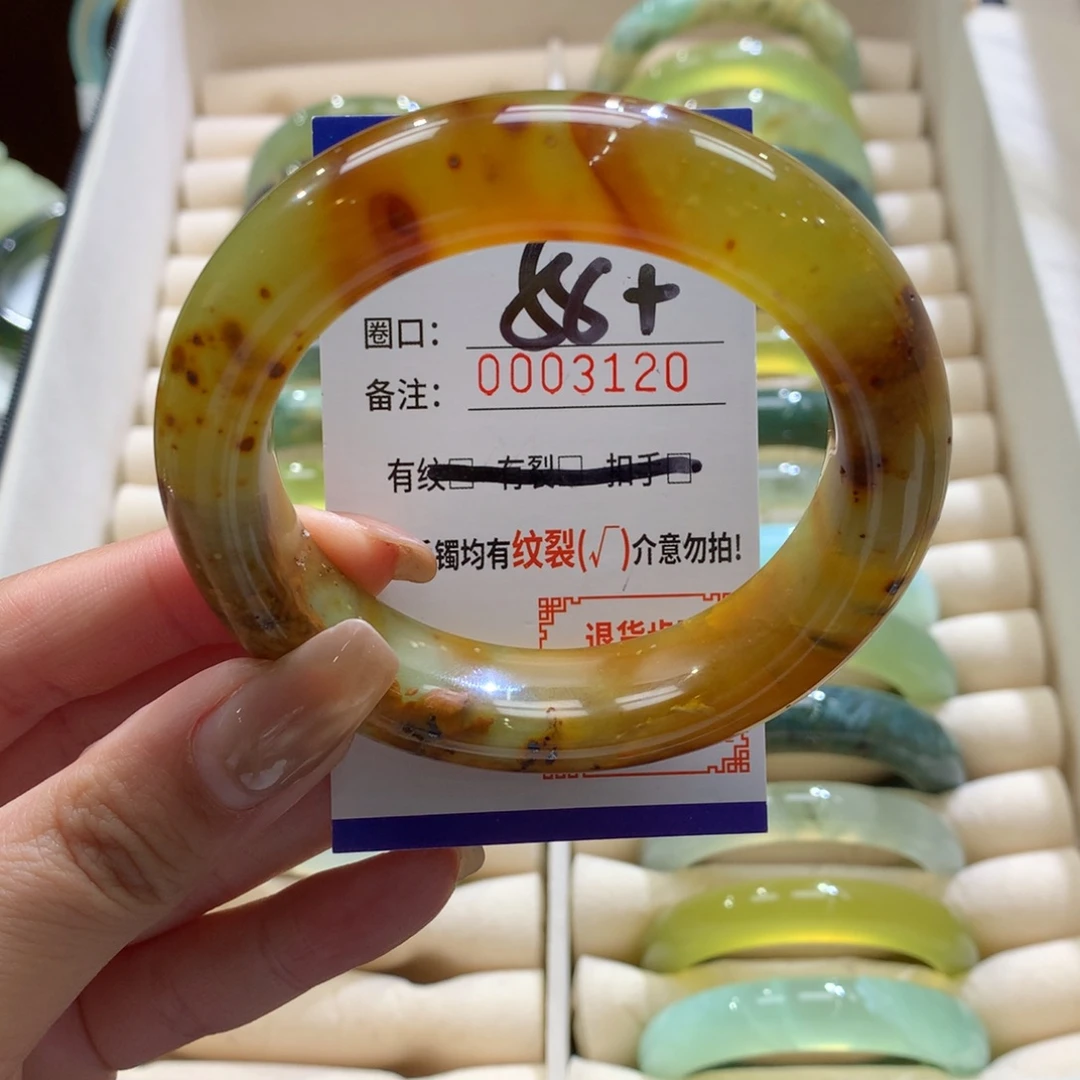 圈口： 56+
备注： 0003120
有纹□ 有裂□ 扣手□
镯均有纹裂(√)介意勿拍!
退货